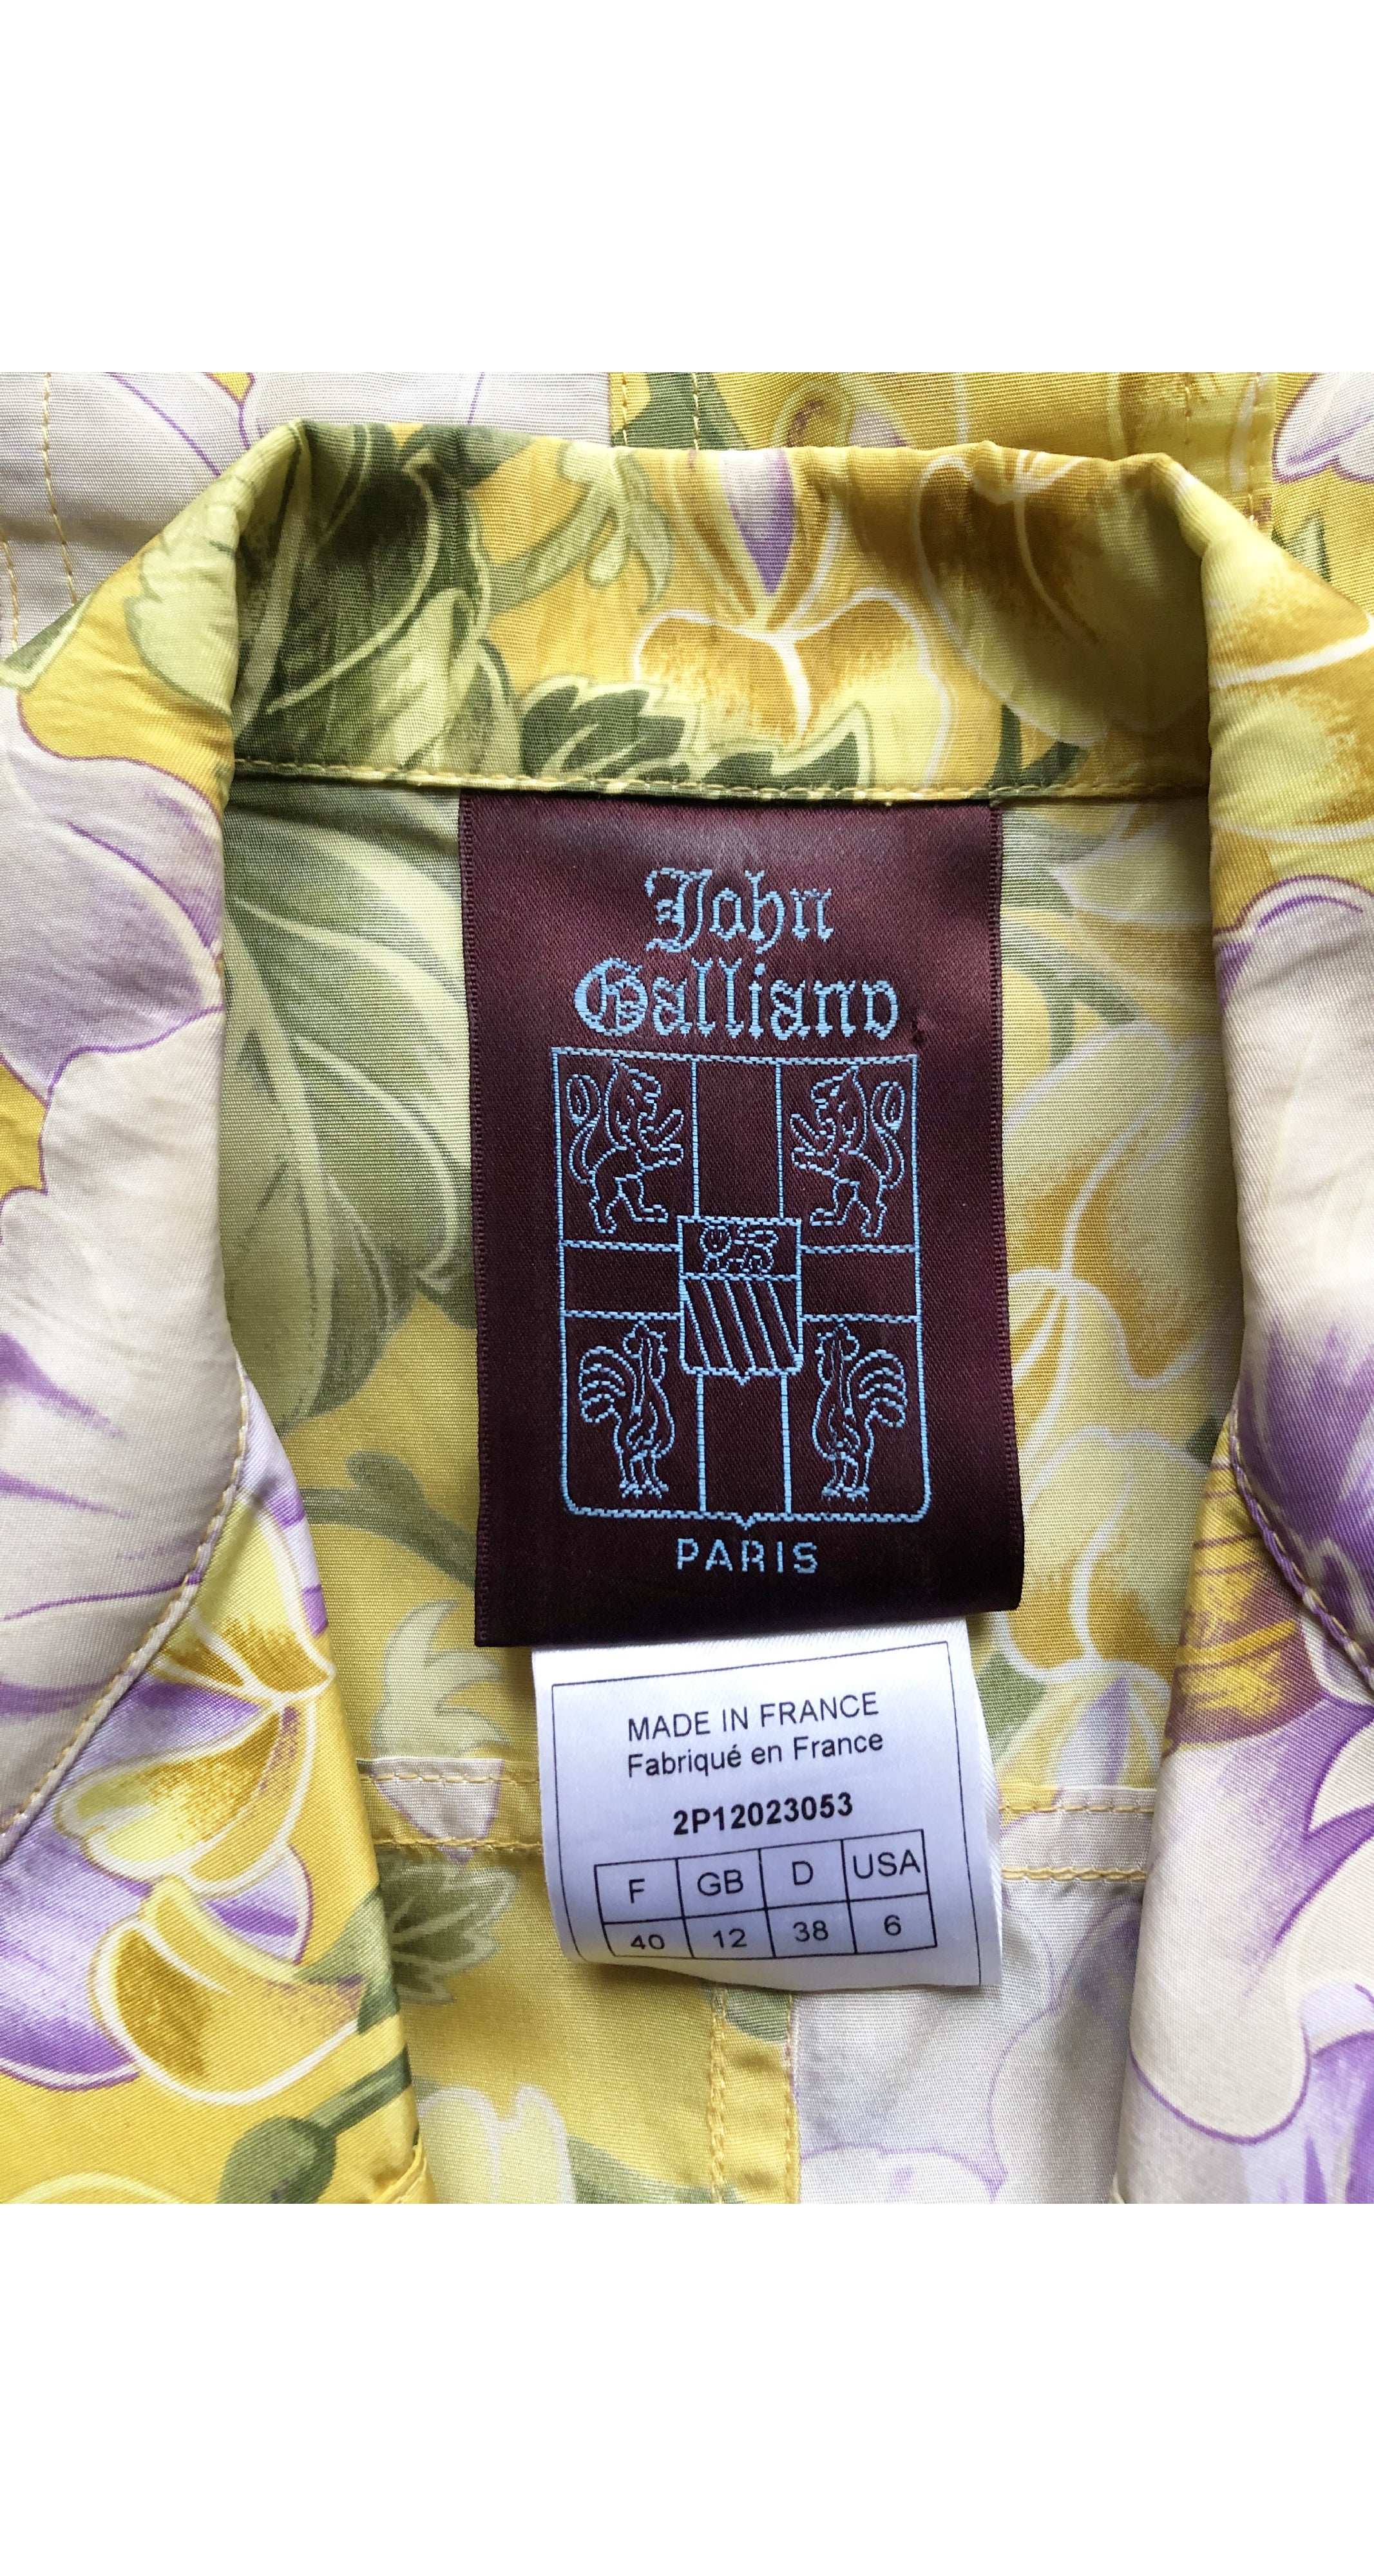 John
Galliano
PARIS
MADE IN FRANCE
Fabriqué en France
2P12023053
F GB D USA
40 12 38 6